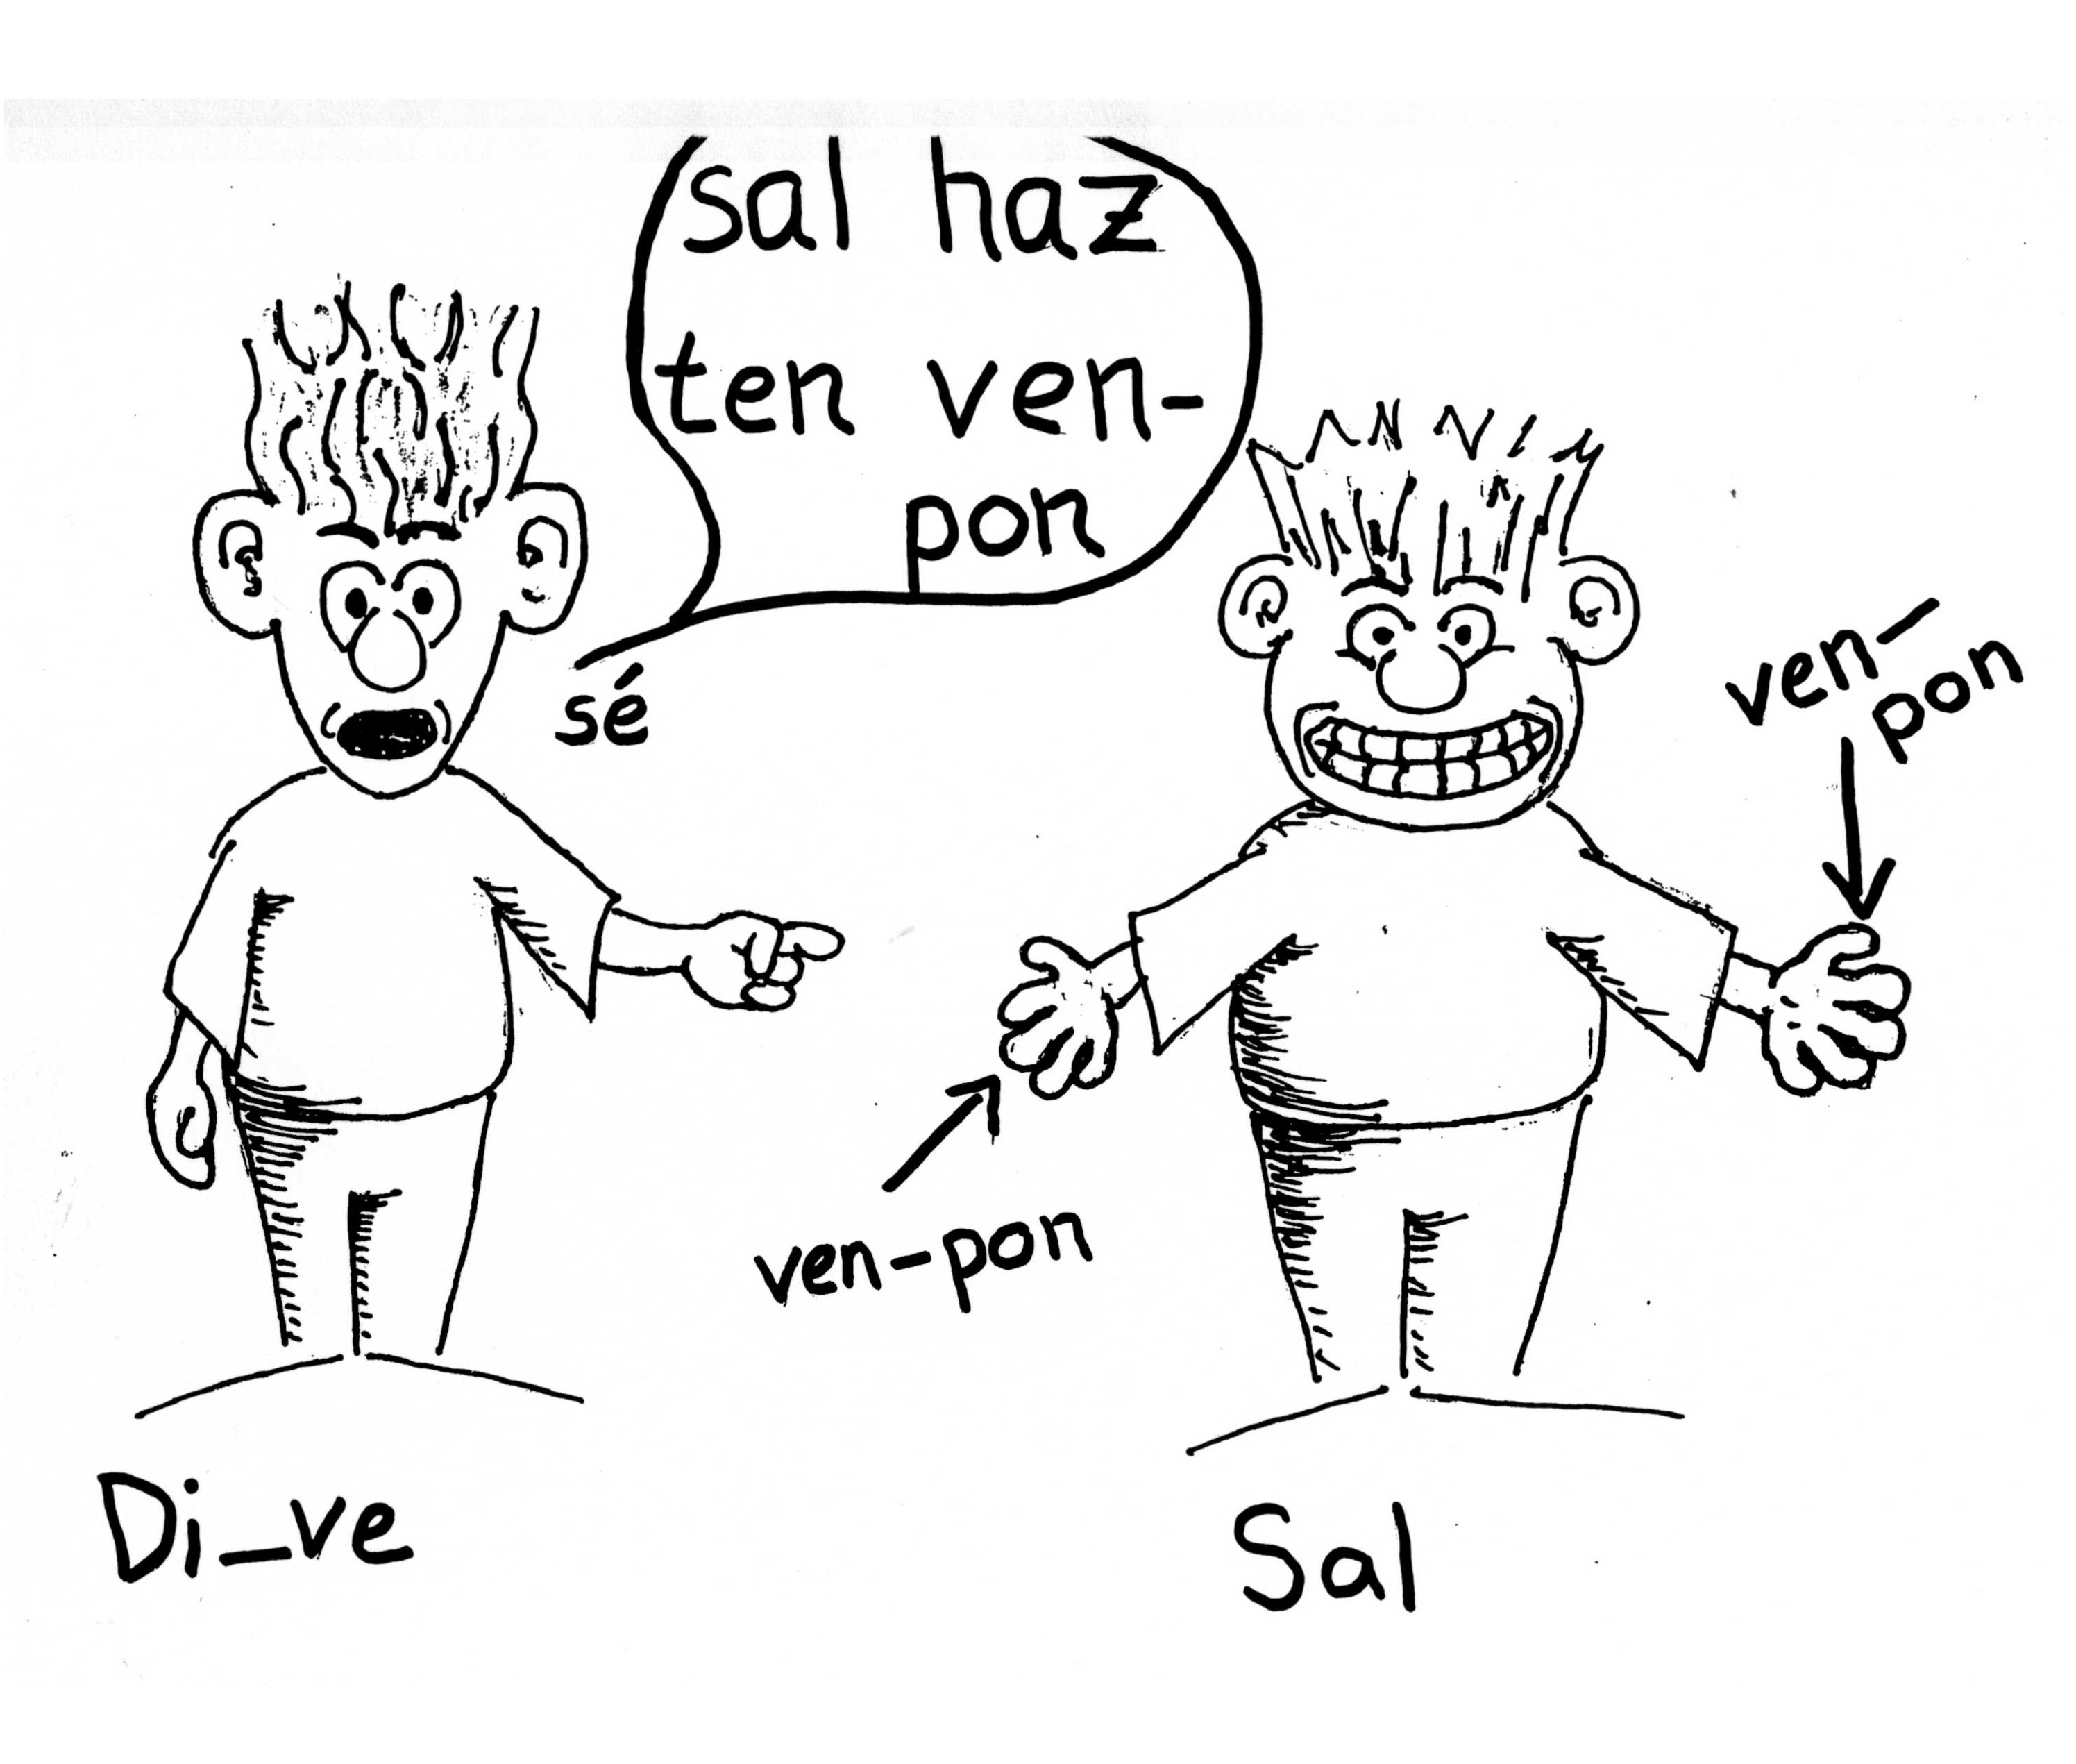 sal haz
ten ven-
pon
sé
ven-
pon
ven-pon
Di_ve
Sal